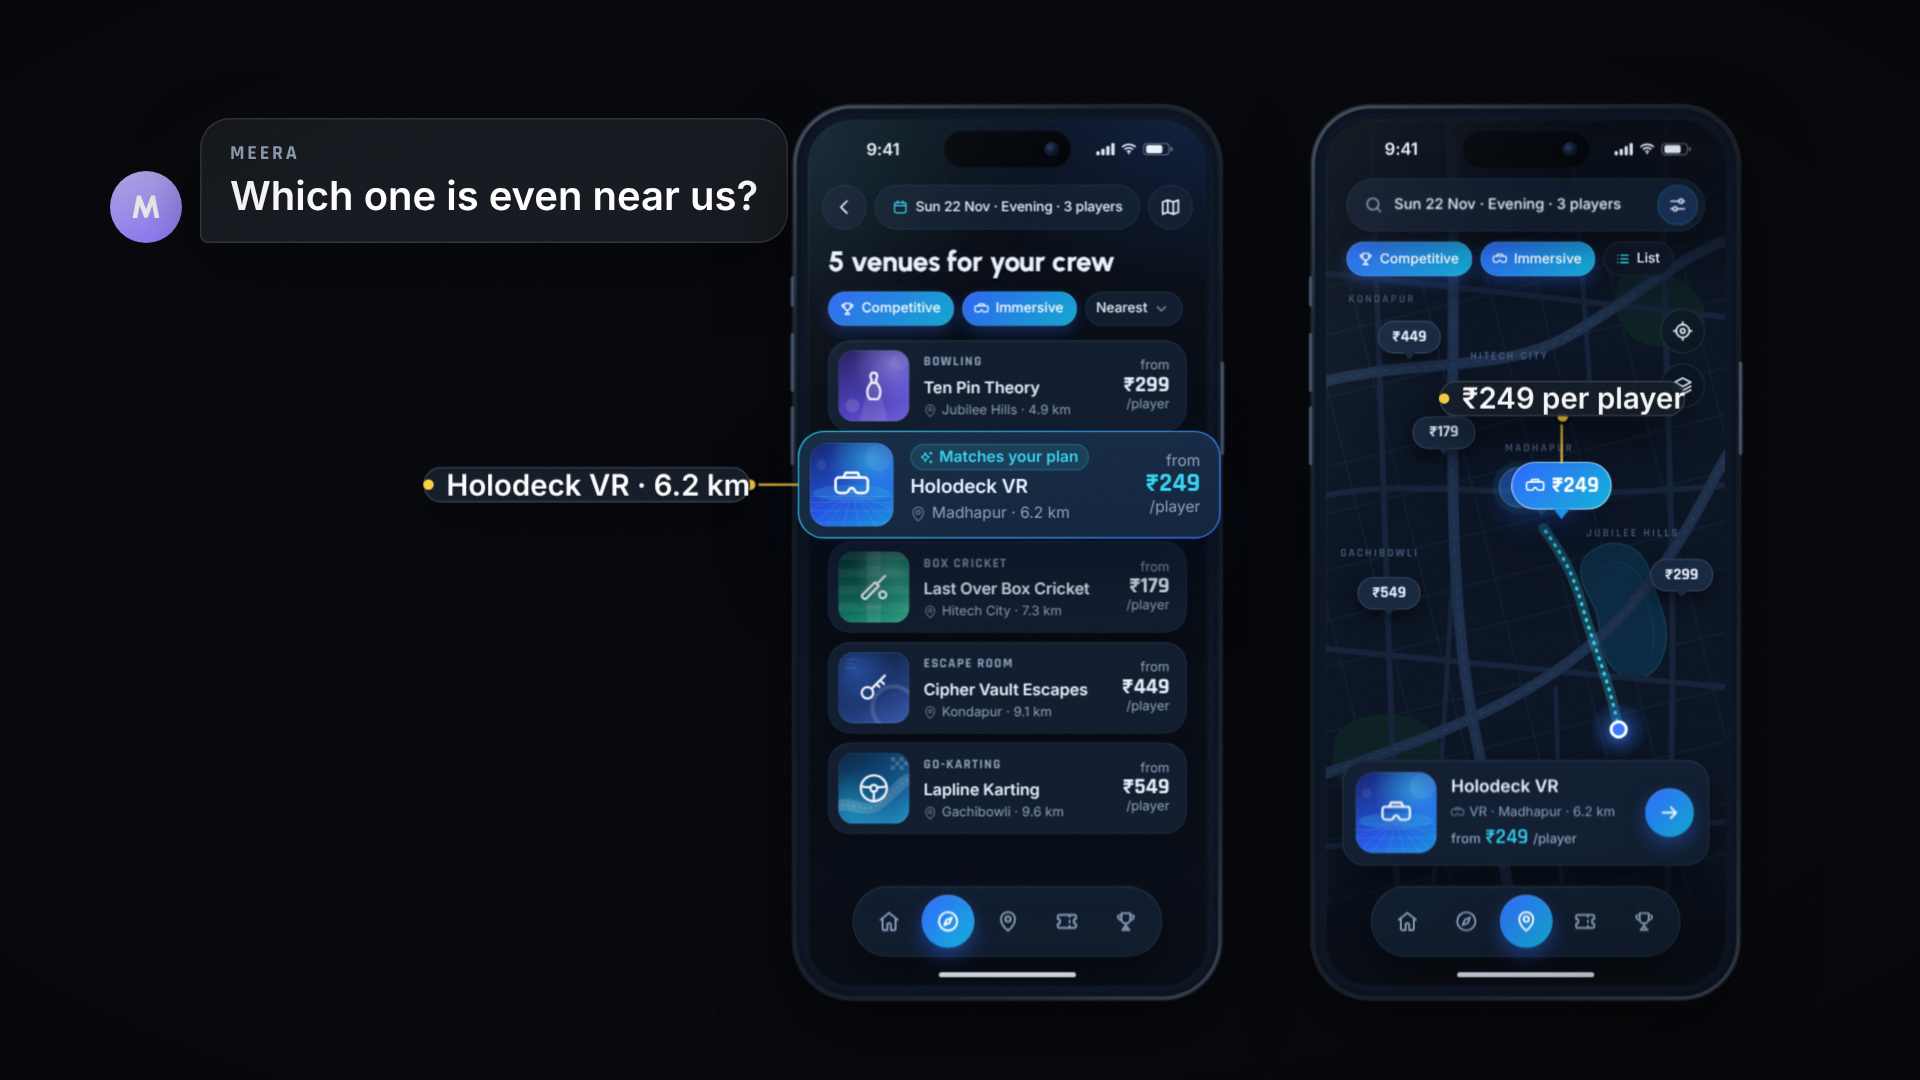 MEERA
M
Which one is even near us?
Holodeck VR · 6.2 km
9:41
Sun 22 Nov · Evening · 3 players
5 venues for your crew
Competitive
Immersive
Nearest
BOWLING
Ten Pin Theory
Jubilee Hills · 4.9 km
from
₹299
/player
Matches your plan
Holodeck VR
Madhapur · 6.2 km
from
₹249
/player
BOX CRICKET
Last Over Box Cricket
Hitech City · 7.3 km
from
₹179
/player
ESCAPE ROOM
Cipher Vault Escapes
Kondapur · 9.1 km
from
₹449
/player
GO-KARTING
Lapline Karting
Gachibowli · 9.6 km
from
₹549
/player
9:41
Sun 22 Nov · Evening · 3 players
Competitive
Immersive
List
KONDAPUR
₹449
HITECH CITY
₹249 per player
₹179
MADHAPUR
₹249
JUBILEE HILLS
GACHIBOWLI
₹299
₹549
Holodeck VR
VR · Madhapur · 6.2 km
from ₹249 /player